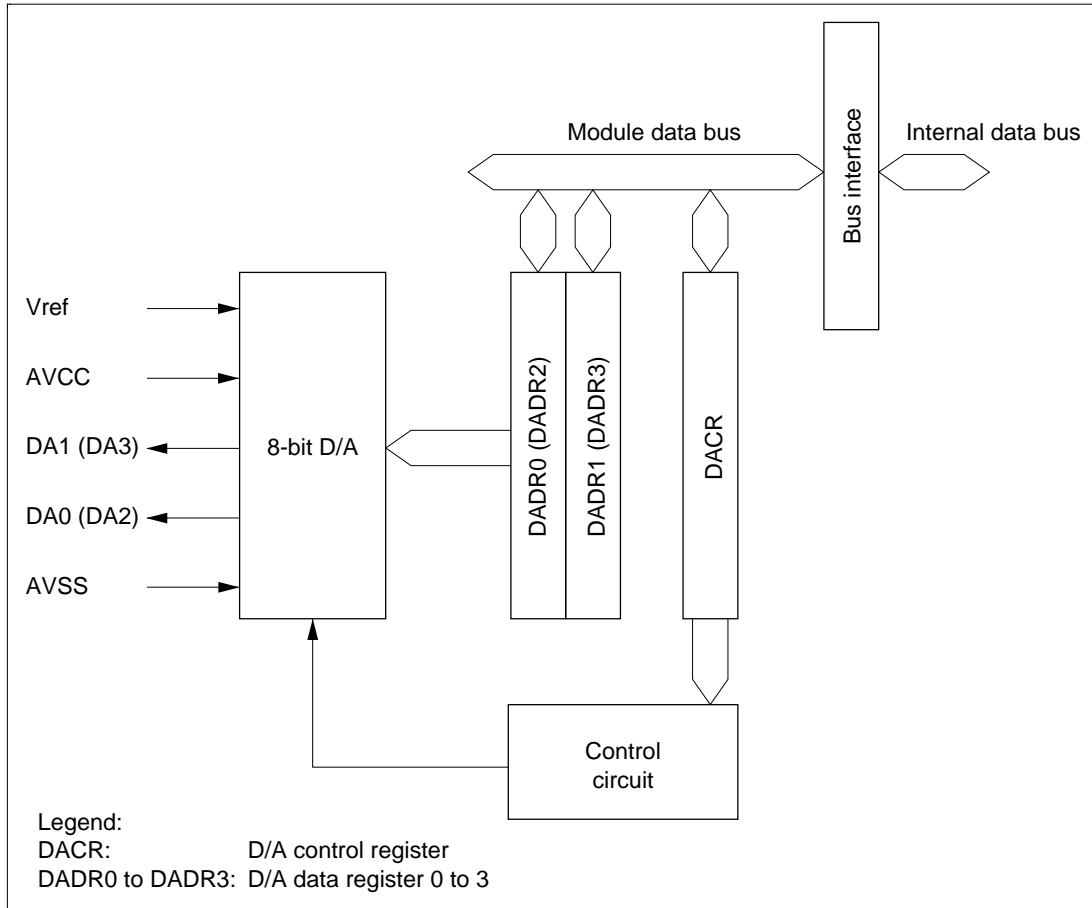 Module data bus
Internal data bus
Bus interface
Vref
AVCC
DA1 (DA3)
DA0 (DA2)
AVSS
8-bit D/A
DADR0 (DADR2)
DADR1 (DADR3)
DACR
Control
circuit
Legend:
DACR: D/A control register
DADR0 to DADR3: D/A data register 0 to 3